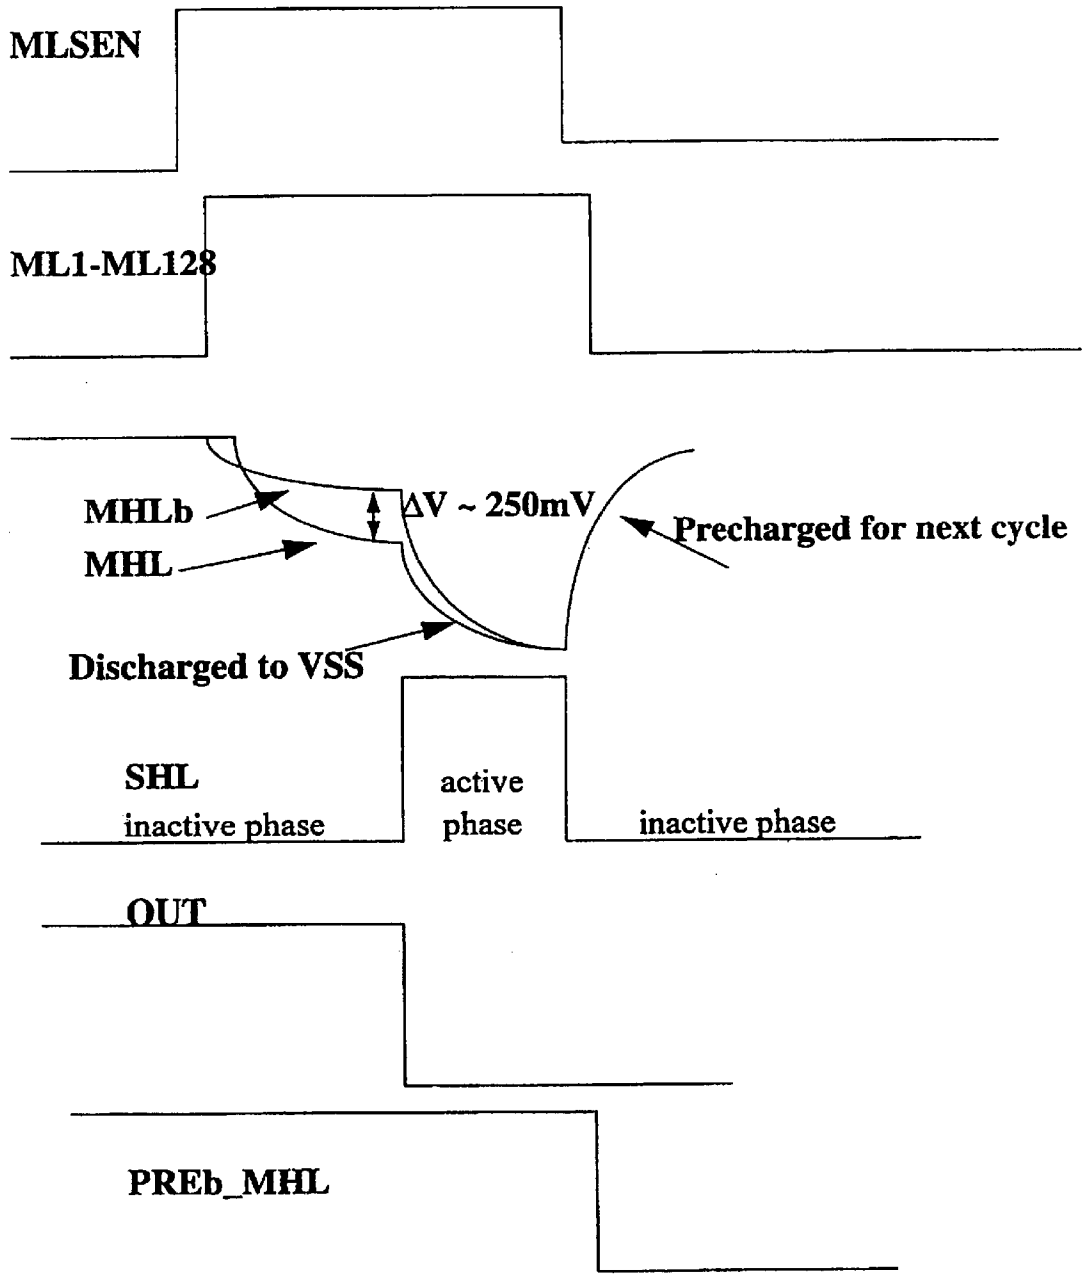 MLSEN
ML1-ML128
MHLb
ΔV ~ 250mV
Precharged for next cycle
MHL
Discharged to VSS
SHL
active
phase
inactive phase
inactive phase
OUT
PREb_MHL